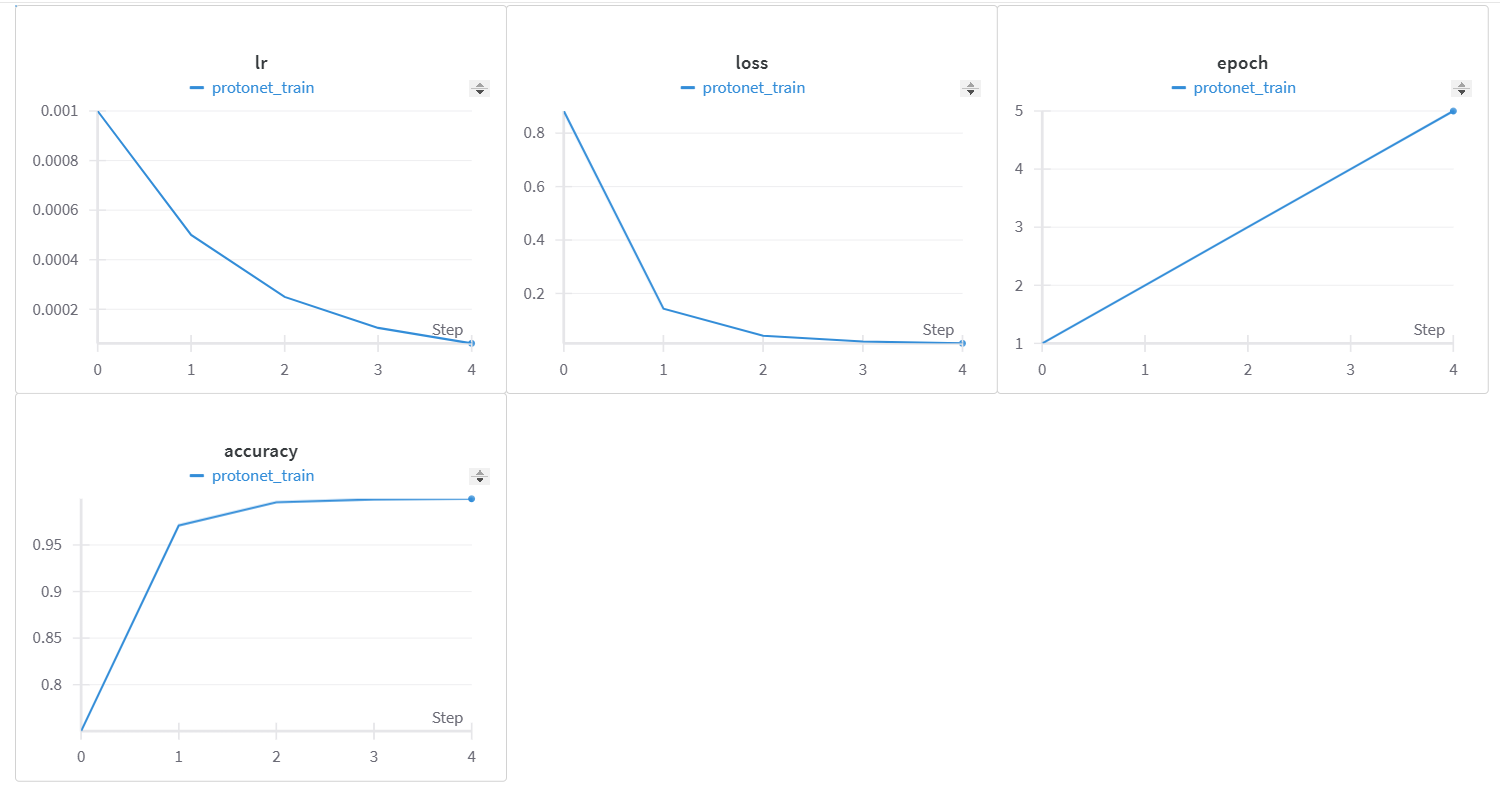 lr
protonet_train
0.001
0.0008
0.0006
0.0004
0.0002
Step
0 1 2 3 4
loss
protonet_train
0.8
0.6
0.4
0.2
Step
0 1 2 3 4
epoch
protonet_train
5
4
3
2
1
Step
0 1 2 3 4
accuracy
protonet_train
0.95
0.9
0.85
0.8
Step
0 1 2 3 4